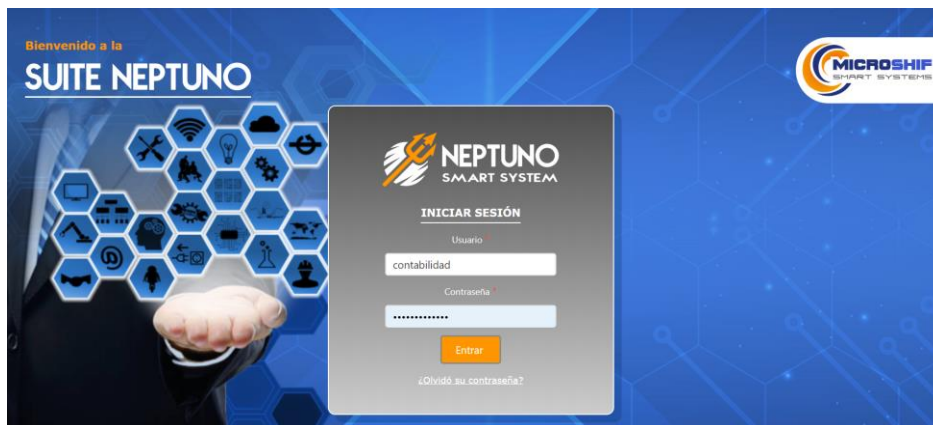 Bienvenido a la
SUITE NEPTUNO
MICROSHIF
SMART SYSTEMS
NEPTUNO
SMART SYSTEM
INICIAR SESIÓN
Usuario *
contabilidad
Contraseña *
•••••••••••••
Entrar
¿Olvidó su contraseña?